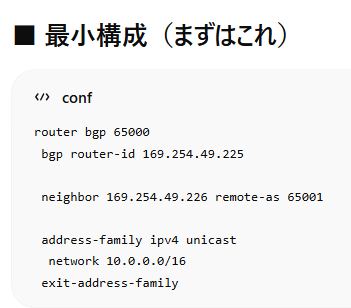 ■ 最小構成（まずはこれ）
</> conf
router bgp 65000
 bgp router-id 169.254.49.225
 neighbor 169.254.49.226 remote-as 65001
 address-family ipv4 unicast
  network 10.0.0.0/16
 exit-address-family